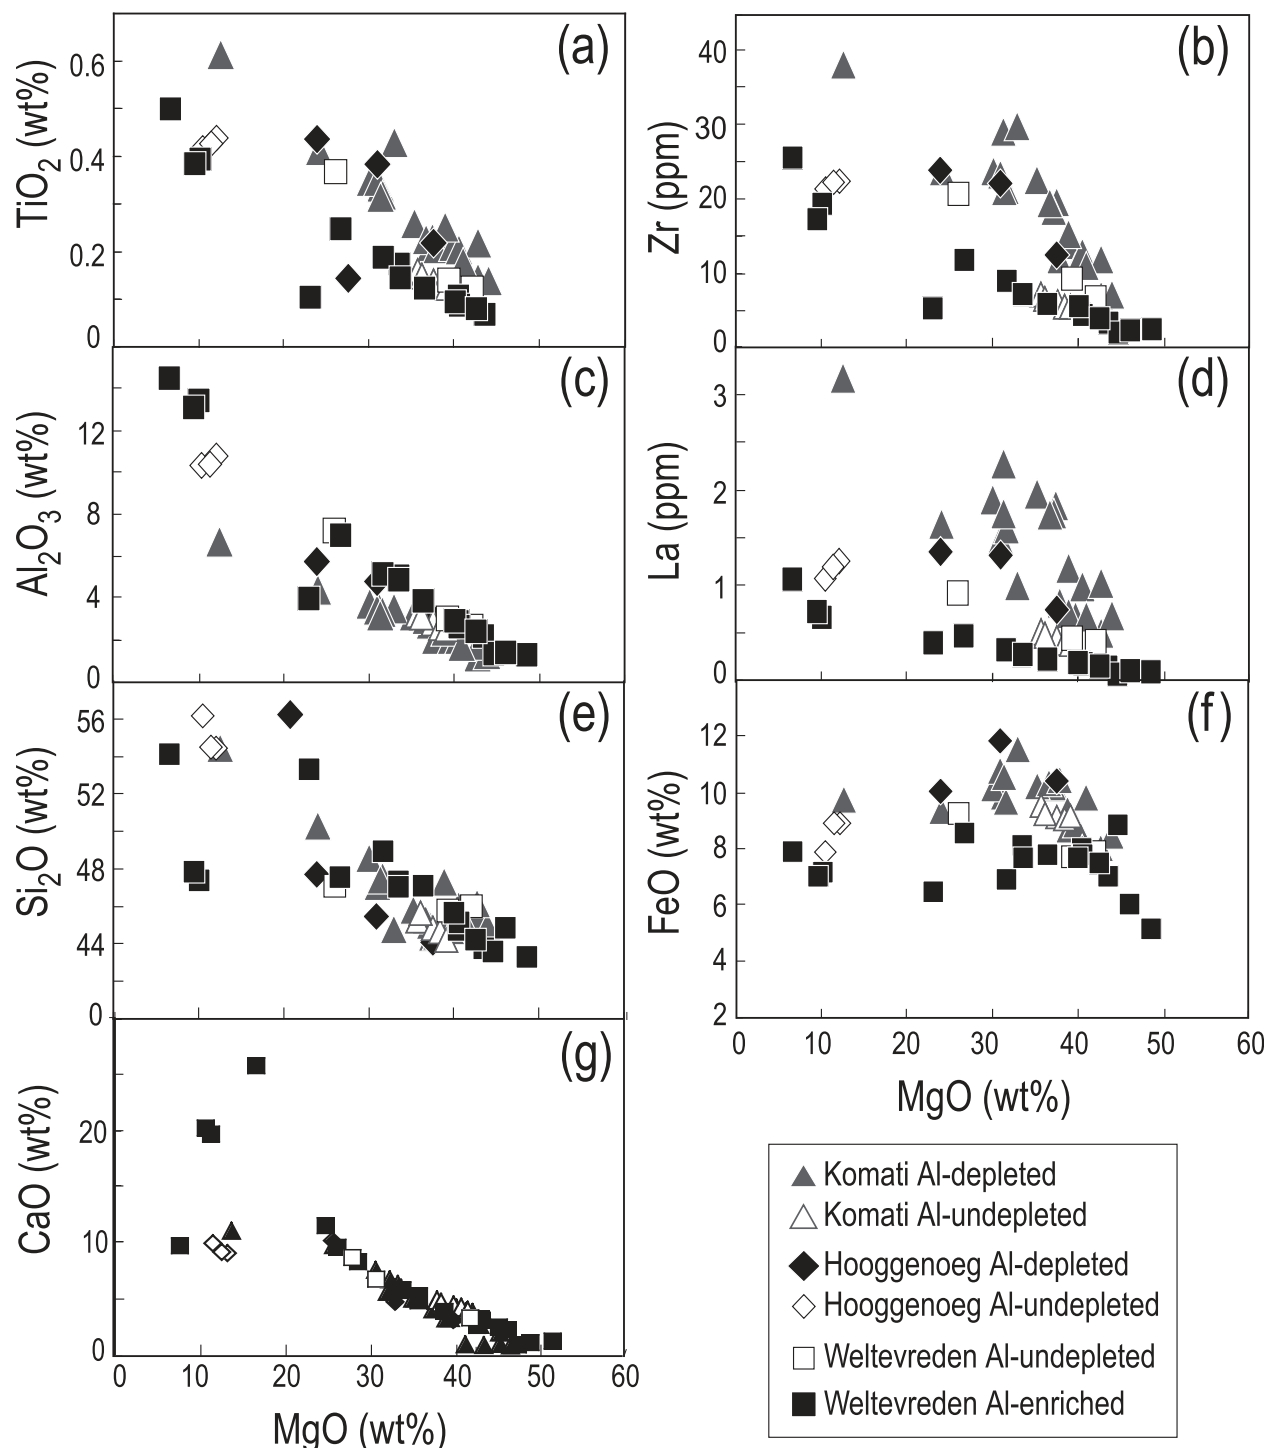 (a)
TiO2 (wt%)
0.6
0.4
0.2
0
(b)
Zr (ppm)
40
30
20
10
0
(c)
Al2O3 (wt%)
12
8
4
0
(d)
La (ppm)
3
2
1
0
(e)
Si2O (wt%)
56
52
48
44
0
(f)
FeO (wt%)
12
10
8
6
4
2
0 10 20 30 40 50 60
MgO (wt%)
(g)
CaO (wt%)
20
10
0
0 10 20 30 40 50 60
MgO (wt%)
Komati Al-depleted
Komati Al-undepleted
Hooggenoeg Al-depleted
Hooggenoeg Al-undepleted
Weltevreden Al-undepleted
Weltevreden Al-enriched